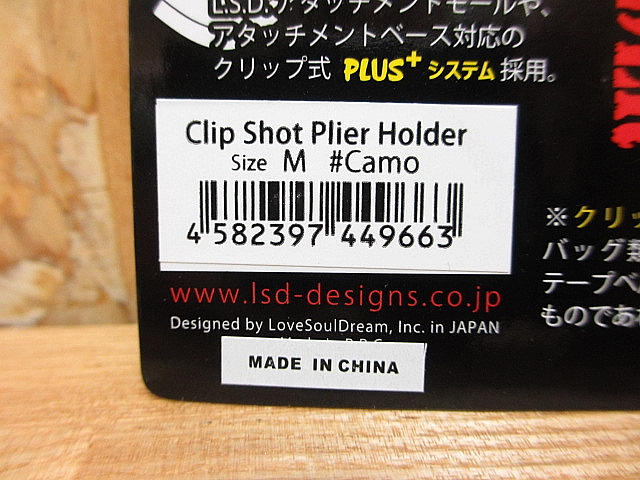 L.S.D.アタッチメントモールや、
アタッチメントベース対応の
クリップ式 PLUS+ システム 採用。
Clip Shot Plier Holder
Size M #Camo
4 582397 449663
www.lsd-designs.co.jp
Designed by LoveSoulDream, Inc. in JAPAN
MADE IN CHINA
※クリッ
バッグ類
テープベ
ものであ